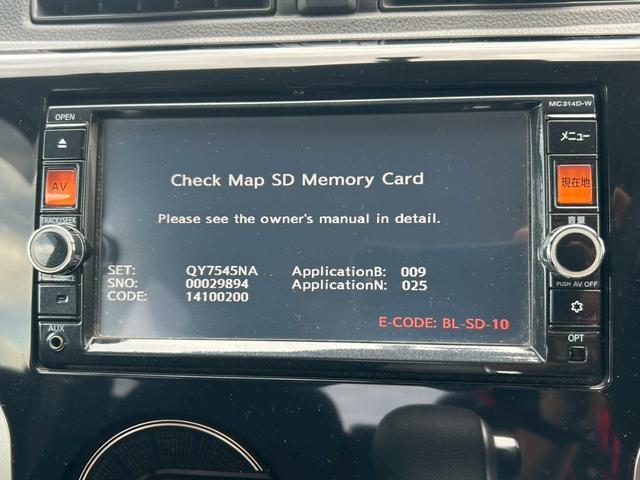 OPEN
MC314D-W
メニュー
AV
現在地
TRACK/SEEK
音量
Check Map SD Memory Card
Please see the owner's manual in detail.
SET: QY7545NA ApplicationB: 009
SNO: 00029894 ApplicationN: 025
CODE: 14100200
E-CODE: BL-SD-10
PUSH AV OFF
AUX
OPT